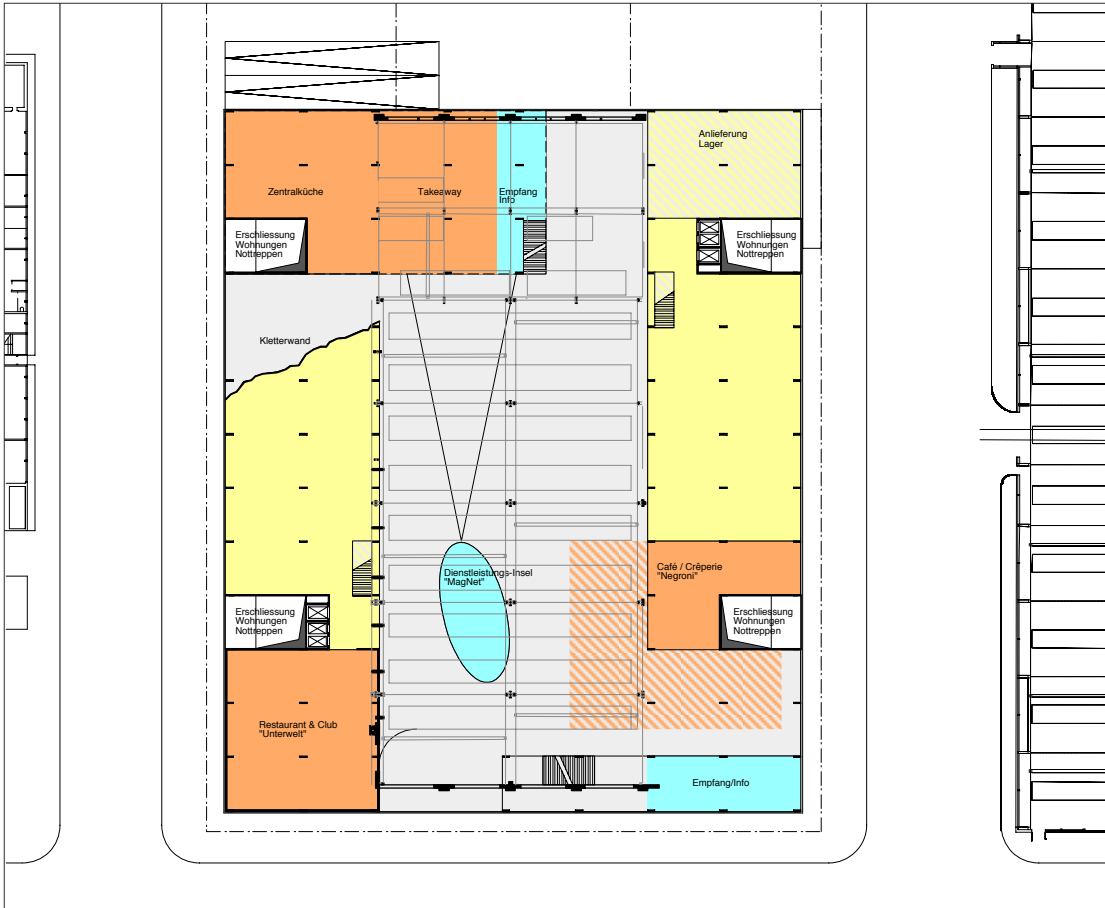 Anlieferung
Lager
Zentralküche
Takeaway
Empfang
Info
Erschliessung
Wohnungen
Nottreppen
Erschliessung
Wohnungen
Nottreppen
Kletterwand
Dienstleistungs-Insel
"MagNet"
Café / Crêperie
"Negroni"
Erschliessung
Wohnungen
Nottreppen
Erschliessung
Wohnungen
Nottreppen
Restaurant & Club
"Unterwelt"
Empfang/Info